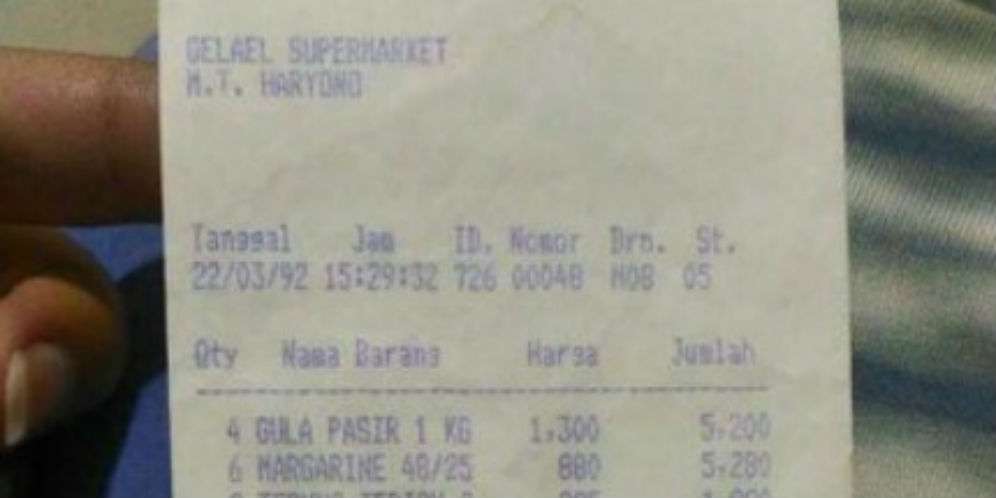 GELAEL SUPERMARKET
M.T. HARYONO
Tanggal Jam ID. Nomor Drn. St.
22/03/92 15:29:32 726 0004B N0B 05
Qty Nama Barang Harga Jumlah
4 GULA PASIR 1 KG 1,300 5,200
6 MARGARINE 48/25 880 5,280